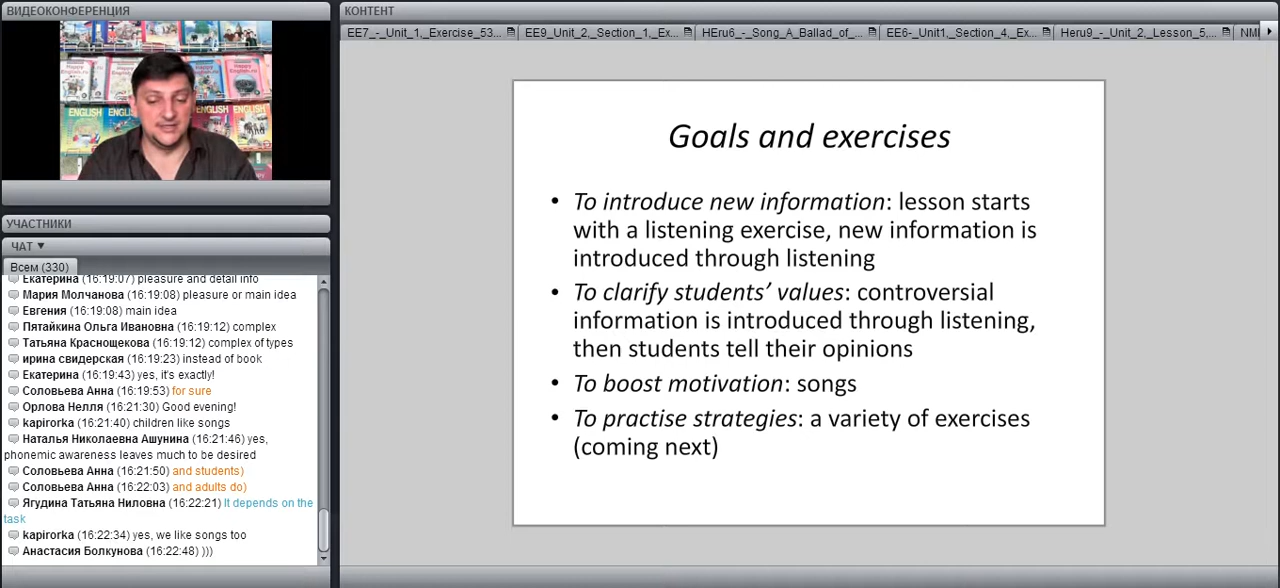 ВИДЕОКОНФЕРЕНЦИЯ
ENGLISH
УЧАСТНИКИ
ЧАТ ▼
Всем (330)
Екатерина (16:19:07) pleasure and detail info
Мария Молчанова (16:19:08) pleasure or main idea
Евгения (16:19:08) main idea
Пятайкина Ольга Ивановна (16:19:12) complex
Татьяна Краснощекова (16:19:12) complex of types
ирина свидерская (16:19:23) instead of book
Екатерина (16:19:43) yes, it's exactly!
Соловьева Анна (16:19:53) for sure
Орлова Нелля (16:21:30) Good evening!
kapirorka (16:21:40) children like songs
Наталья Николаевна Ашунина (16:21:46) yes,
phonemic awareness leaves much to be desired
Соловьева Анна (16:21:50) and students)
Соловьева Анна (16:22:03) and adults do)
Ягудина Татьяна Ниловна (16:22:21) It depends on the
task
kapirorka (16:22:34) yes, we like songs too
Анастасия Болкунова (16:22:48) )))
КОНТЕНТ
EE7_-_Unit_1,_Exercise_53... EE9_Unit_2,_Section_1,_Ex... HEru6_-_Song_A_Ballad_of_... EE6-_Unit1,_Section_4,_Ex... Heru9_-_Unit_2,_Lesson_5,...
Goals and exercises
• To introduce new information: lesson starts
with a listening exercise, new information is
introduced through listening
• To clarify students’ values: controversial
information is introduced through listening,
then students tell their opinions
• To boost motivation: songs
• To practise strategies: a variety of exercises
(coming next)